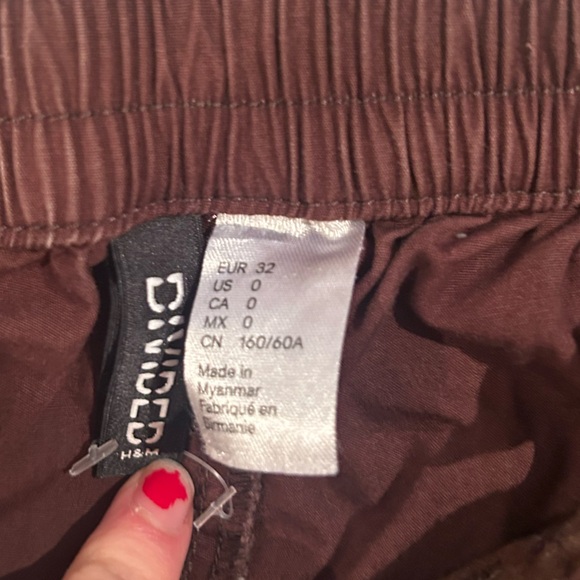 DIVIDED
H&M
EUR 32
US 0
CA 0
MX 0
CN 160/60A
Made in
Myanmar
Fabriqué en
Birmanie